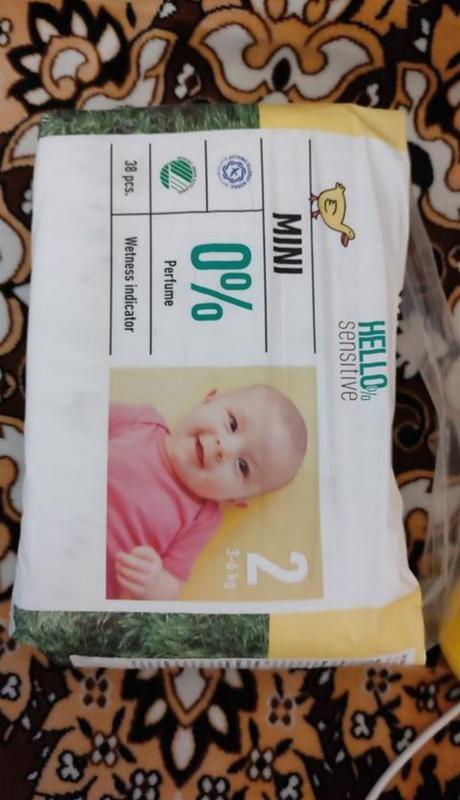 HELLO%
sensitive
MINI
0%
Perfume
38 pcs.
Wetness indicator
2
3-6 kg